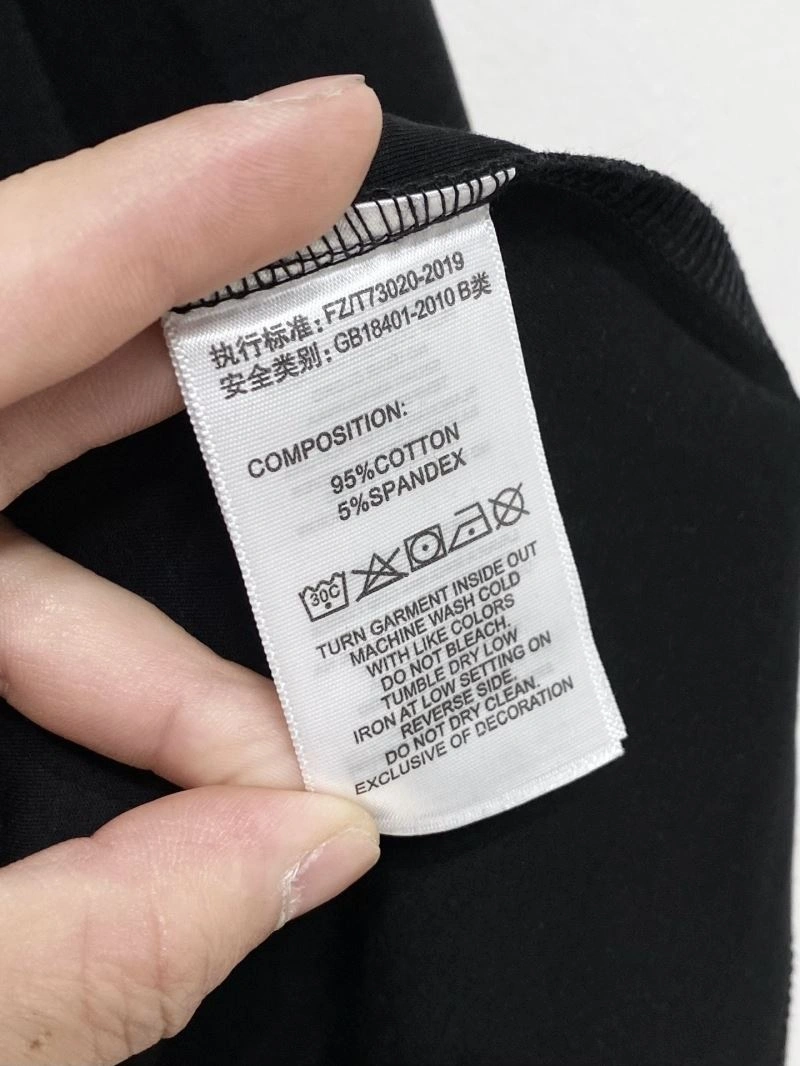 执行标准：FZ/T73020-2019
安全类别：GB18401-2010 B类
COMPOSITION:
95%COTTON
5%SPANDEX
30C
TURN GARMENT INSIDE OUT
MACHINE WASH COLD
WITH LIKE COLORS
DO NOT BLEACH.
TUMBLE DRY LOW
IRON AT LOW SETTING ON
REVERSE SIDE.
DO NOT DRY CLEAN.
EXCLUSIVE OF DECORATION